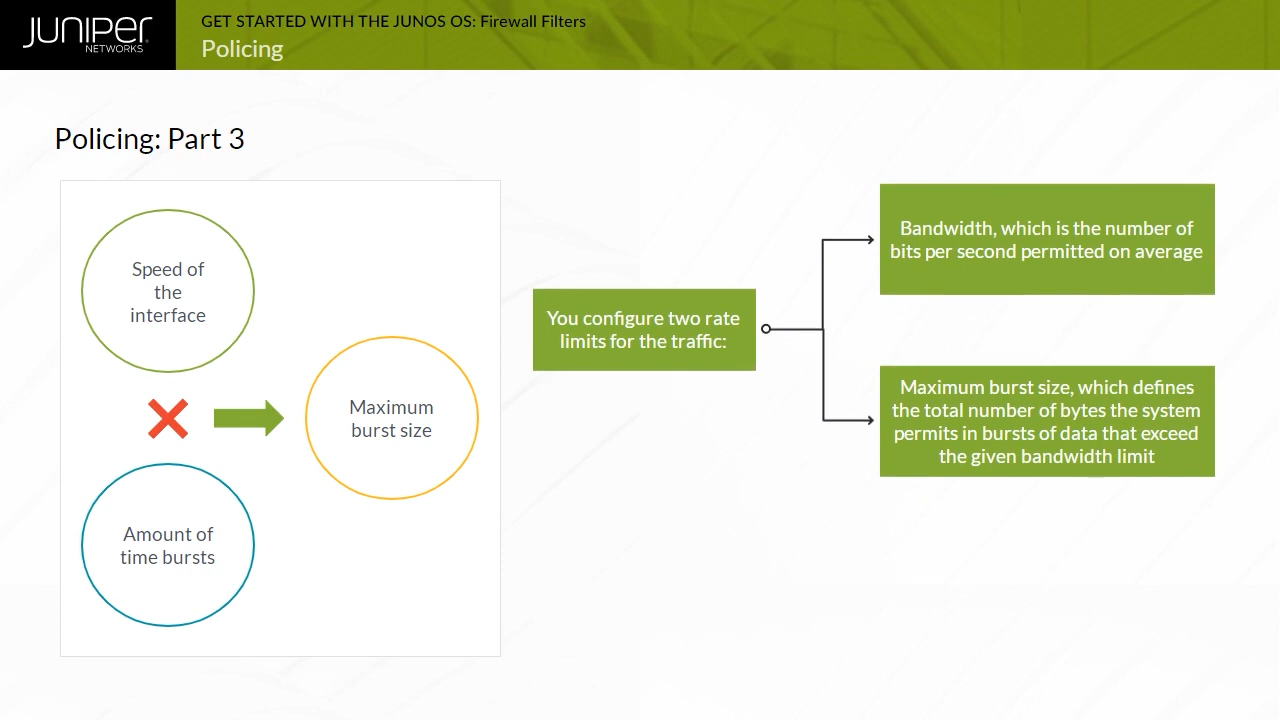 JUNIPER
NETWORKS
GET STARTED WITH THE JUNOS OS: Firewall Filters
Policing
Policing: Part 3
Speed of
the
interface
Maximum
burst size
Amount of
time bursts
You configure two rate
limits for the traffic:
Bandwidth, which is the number of
bits per second permitted on average
Maximum burst size, which defines
the total number of bytes the system
permits in bursts of data that exceed
the given bandwidth limit